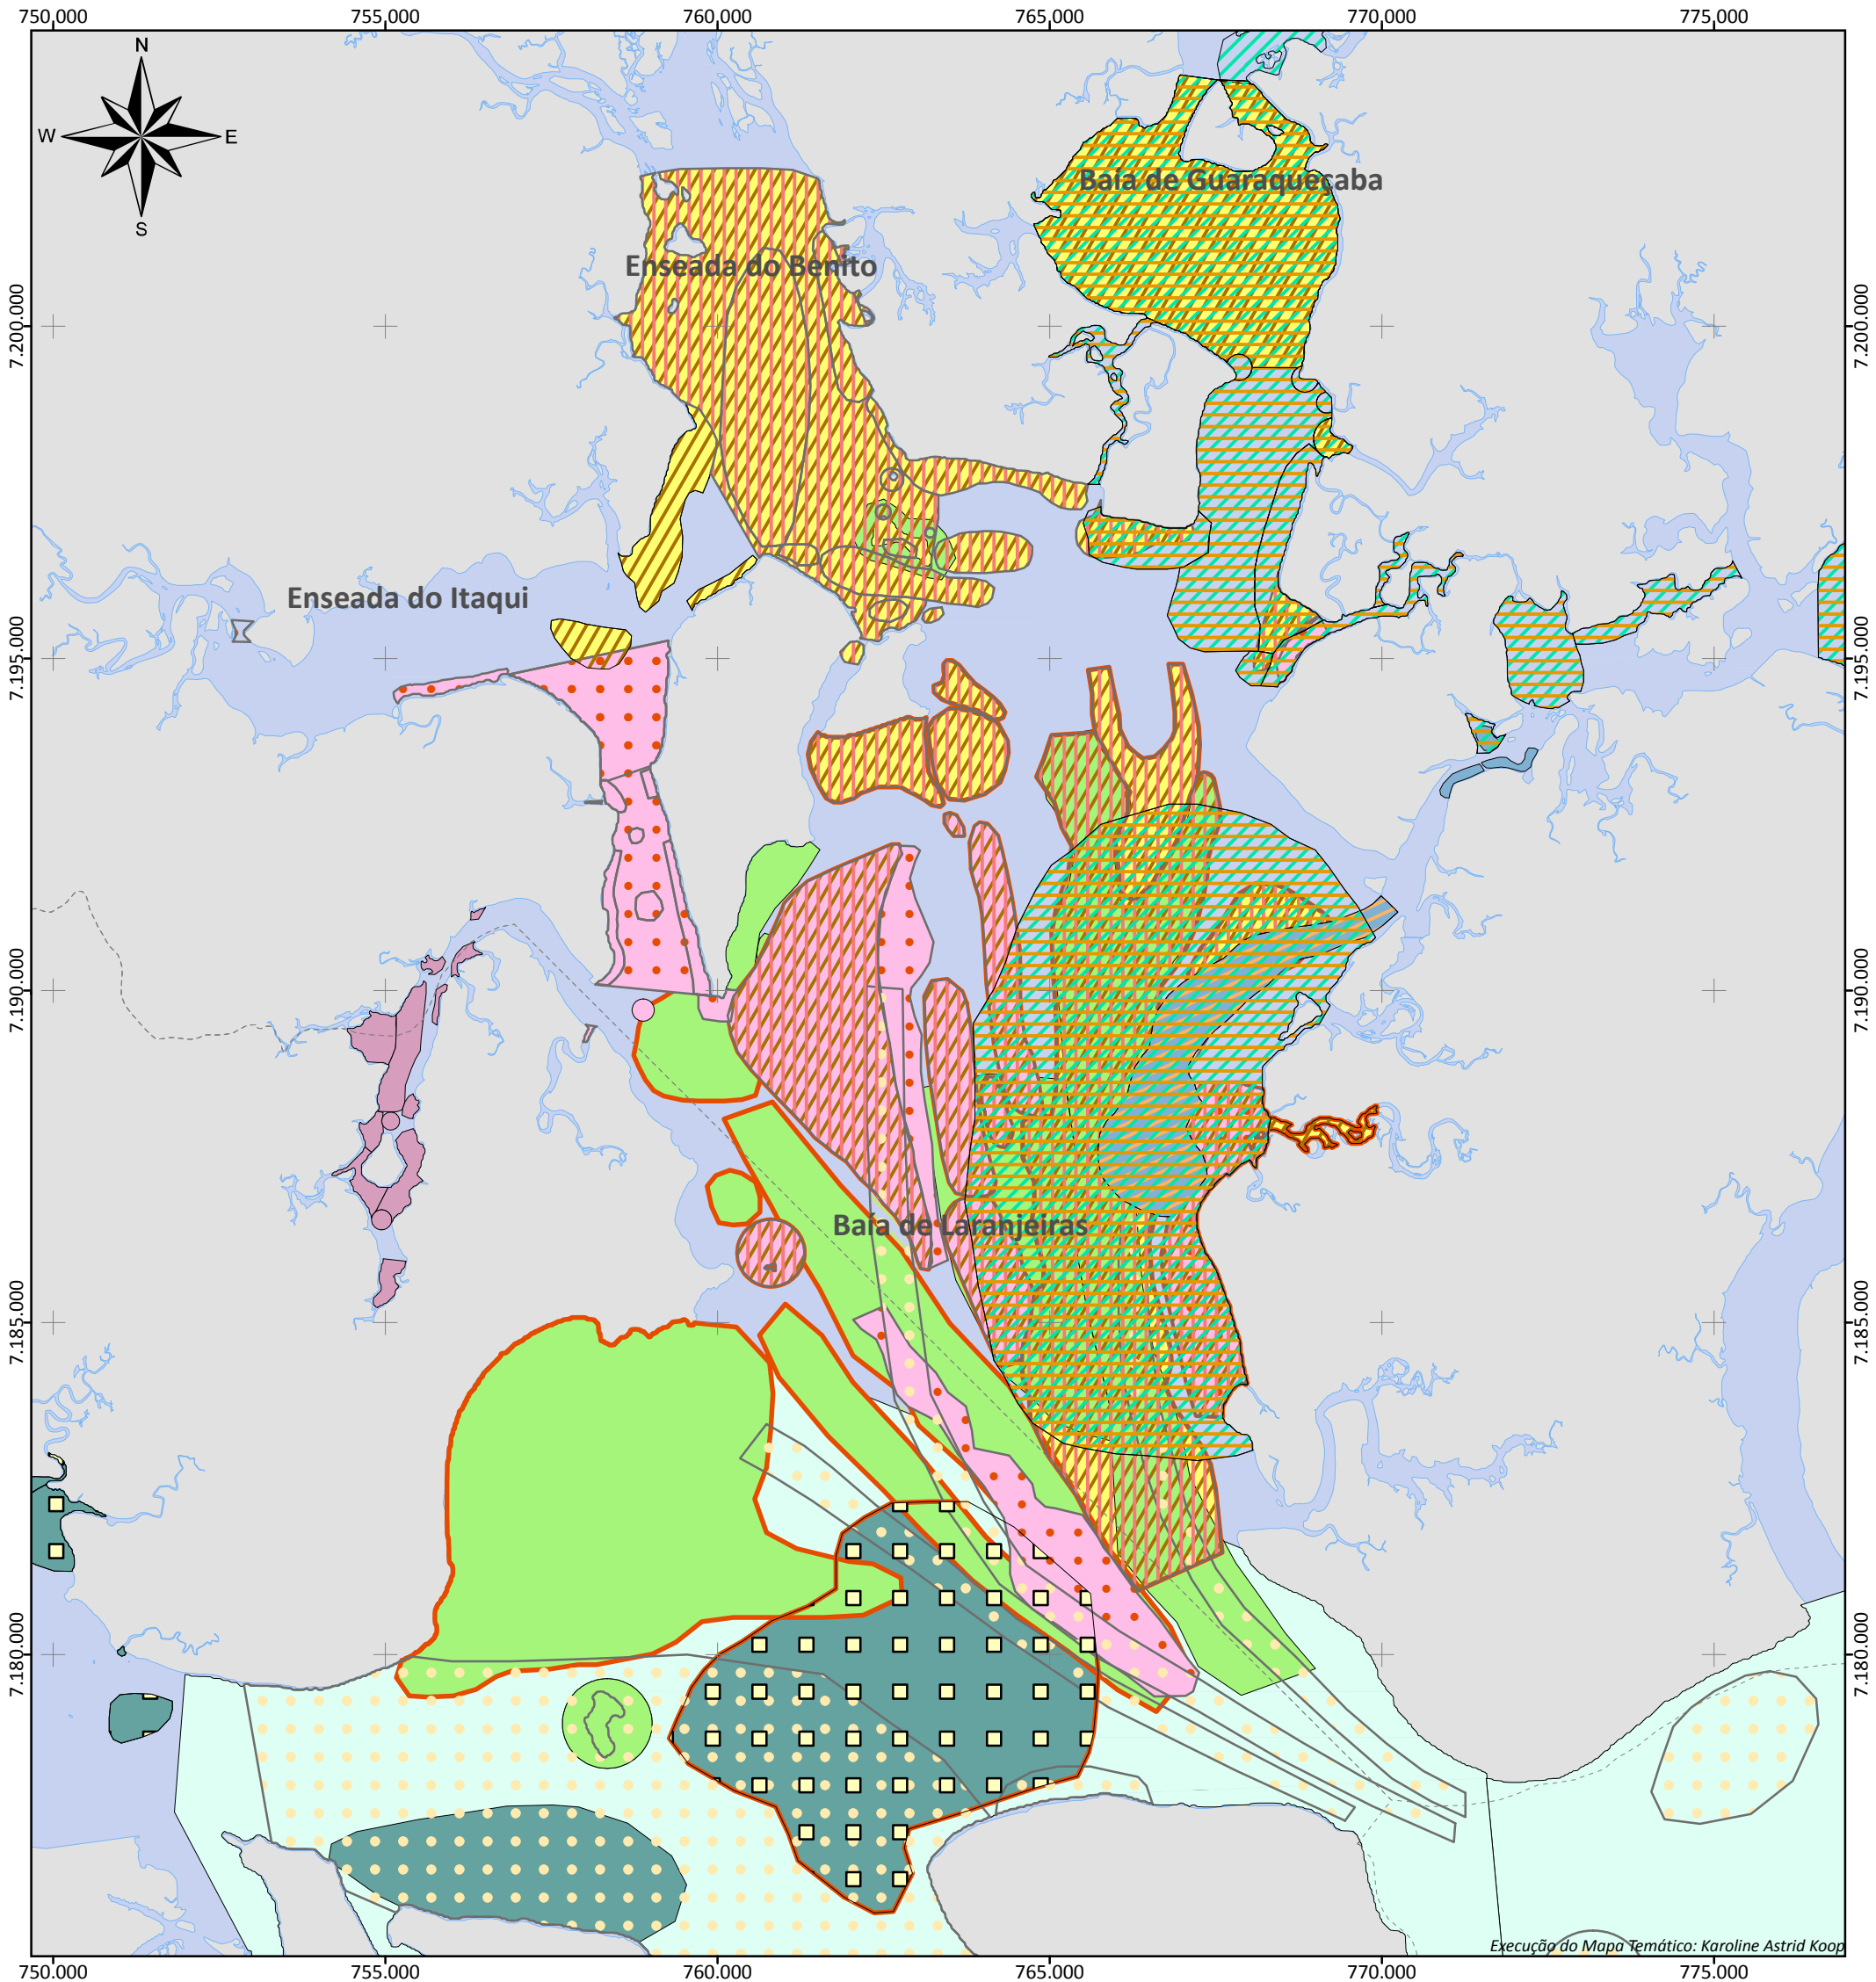 750.000 755.000 760.000 765.000 770.000 775.000
N
W E
S
Baía de Guaraqueçaba
Enseada do Benito
7.200.000 7.200.000
Enseada do Itaqui
7.195.000 7.195.000
7.190.000 7.190.000
Baía de Laranjeiras
7.185.000 7.185.000
7.180.000 7.180.000
Execução do Mapa Temático: Karoline Astrid Koop
750.000 755.000 760.000 765.000 770.000 775.000